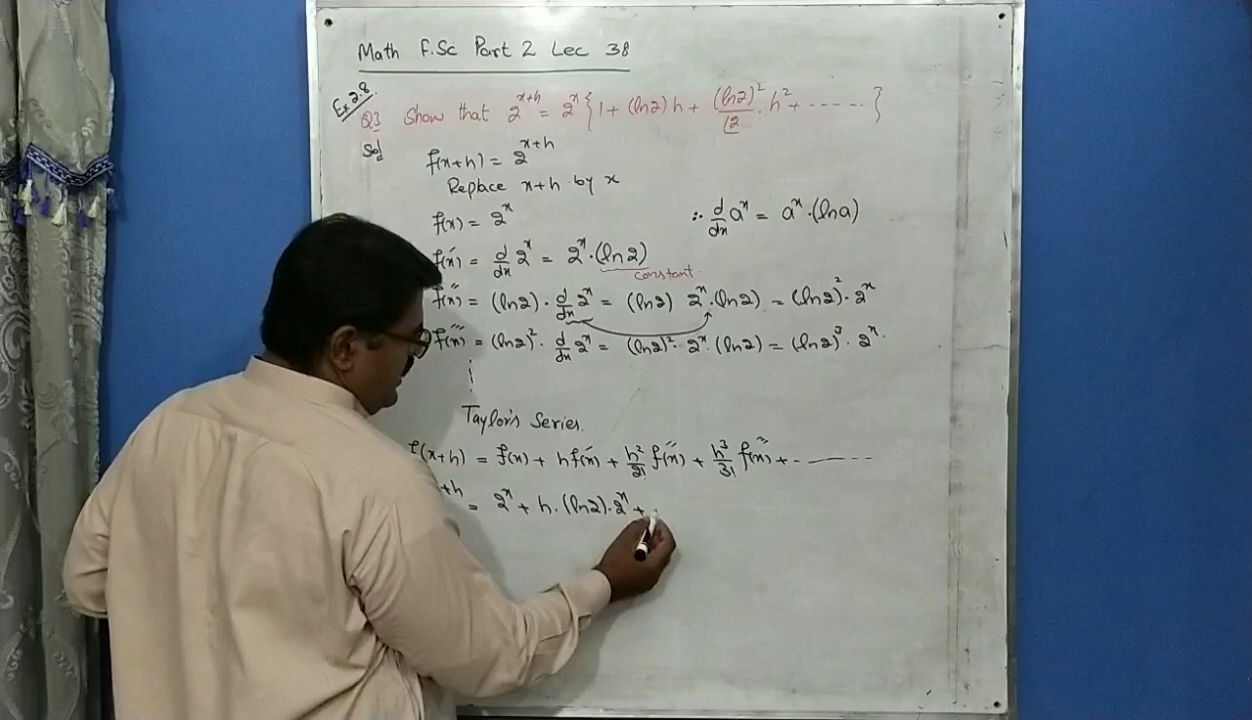 Math F.Sc Part 2 Lec 38
Ex 2.8.
Q3 Show that 2^{x+h} = 2^x {1 + (ln2) h + (ln2)^2/⌊2 . h^2 + ------ }
Sol
f(x+h) = 2^{x+h}
Replace x+h by x
f(x) = 2^x ∴ d/dx a^x = a^x . (ln a)
f'(x) = d/dx 2^x = 2^x . (ln2)
constant.
f''(x) = (ln2) . d/dx 2^x = (ln2) 2^x . (ln2) = (ln2)^2 . 2^x
f'''(x) = (ln2)^2 . d/dx 2^x = (ln2)^2 . 2^x . (ln2) = (ln2)^3 . 2^x .
Taylor's Series.
f(x+h) = f(x) + h f'(x) + h^2/2! f''(x) + h^3/3! f'''(x) + ------
+h = 2^x + h . (ln2) . 2^x +